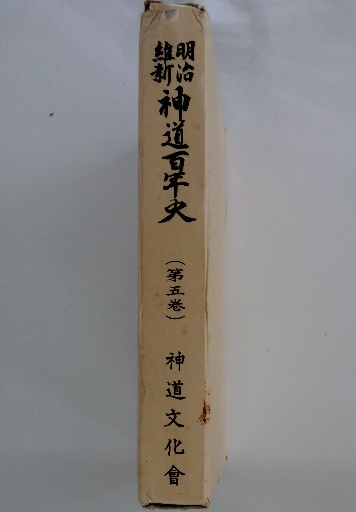 明治
維新
神道百年史
(第五巻)
神道文化會